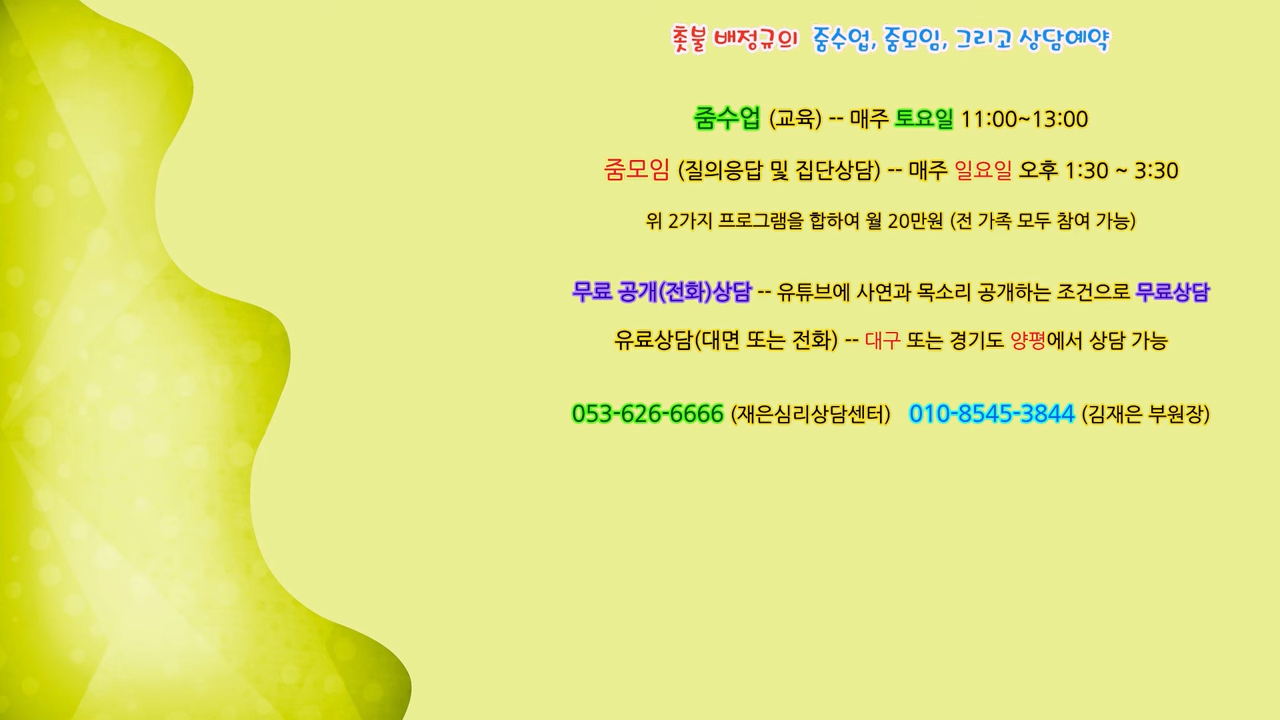 촛불 배정규의 줌수업, 줌모임, 그리고 상담예약
줌수업 (교육) -- 매주 토요일 11:00~13:00
줌모임 (질의응답 및 집단상담) -- 매주 일요일 오후 1:30 ~ 3:30
위 2가지 프로그램을 합하여 월 20만원 (전 가족 모두 참여 가능)
무료 공개(전화)상담 -- 유튜브에 사연과 목소리 공개하는 조건으로 무료상담
유료상담(대면 또는 전화) -- 대구 또는 경기도 양평에서 상담 가능
053-626-6666 (재은심리상담센터) 010-8545-3844 (김재은 부원장)